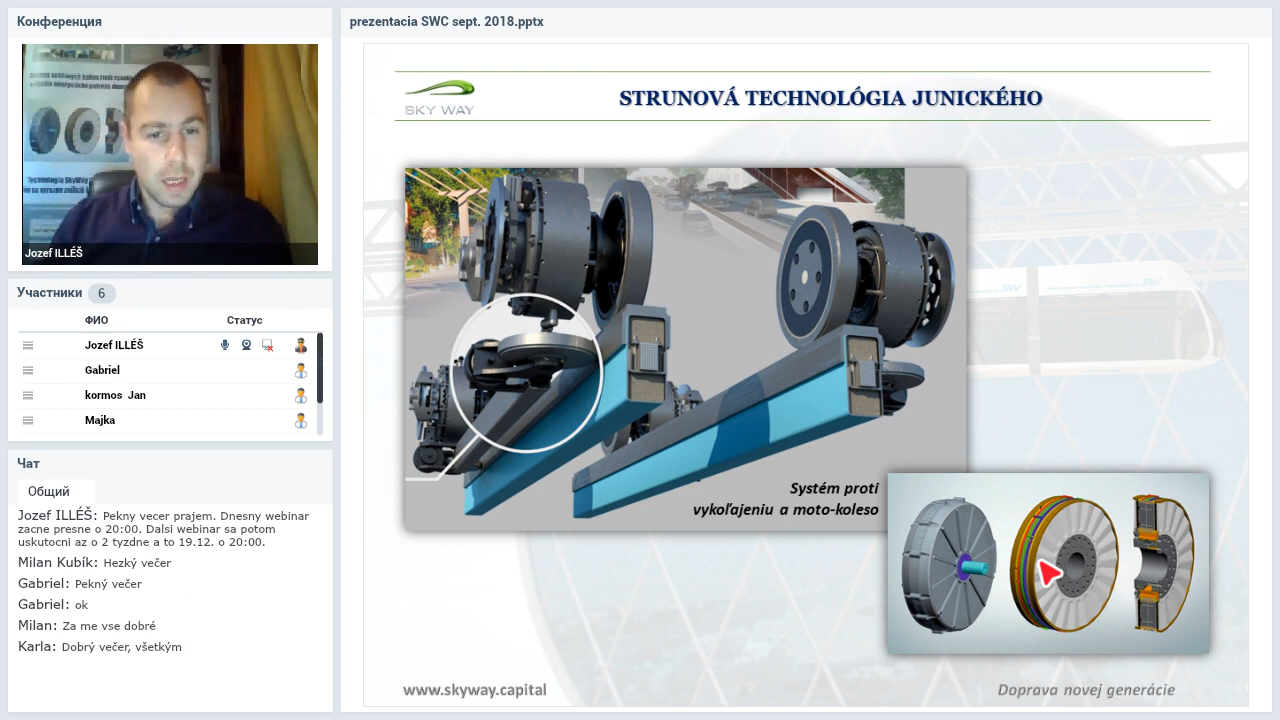 Конференция
Jozef ILLÉŠ
Участники 6
ФИО Статус
Jozef ILLÉŠ
Gabriel
kormos Jan
Majka
Чат
Общий
Jozef ILLÉŠ: Pekny vecer prajem. Dnesny webinar
zacne presne o 20:00. Dalsi webinar sa potom
uskutocni az o 2 tyzdne a to 19.12. o 20:00.
Milan Kubík: Hezký večer
Gabriel: Pekný večer
Gabriel: ok
Milan: Za me vse dobré
Karla: Dobrý večer, všetkým
prezentacia SWC sept. 2018.pptx
SKY WAY
STRUNOVÁ TECHNOLÓGIA JUNICKÉHO
SW
SW
Systém proti
vykoľajeniu a moto-koleso
www.skyway.capital
Doprava novej generácie